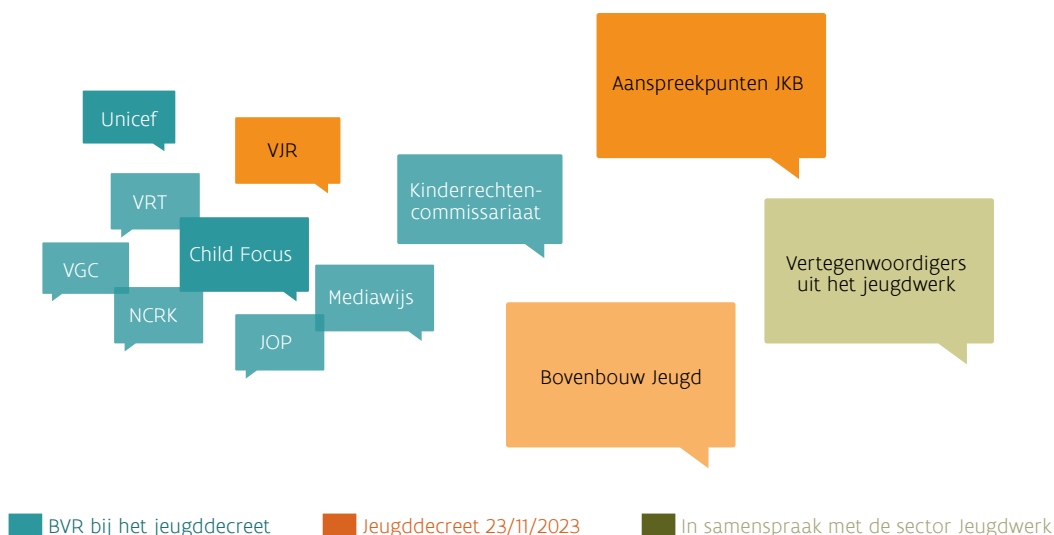 Aanspreekpunten JKB
Unicef
VJR
Kinderrechten-
commissariaat
VRT
Child Focus
VGC
Mediawijs
NCRK
JOP
Vertegenwoordigers
uit het jeugdwerk
Bovenbouw Jeugd
BVR bij het jeugddecreet
Jeugddecreet 23/11/2023
In samenspraak met de sector Jeugdwerk